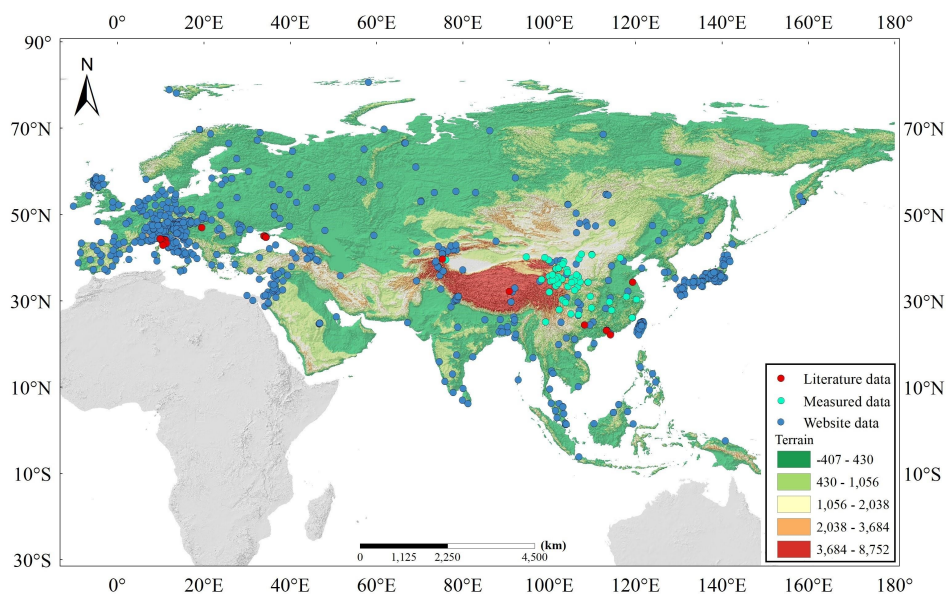 0° 20°E 40°E 60°E 80°E 100°E 120°E 140°E 160°E 180°
90° 90°
N
70°N 70°N
50°N 50°N
30°N 30°N
10°N 10°N
Literature data
Measured data
Website data
Terrain
-407 - 430
10°S 10°S
430 - 1,056
1,056 - 2,038
2,038 - 3,684
(km)
3,684 - 8,752
0 1,125 2,250 4,500
30°S 30°S
0° 20°E 40°E 60°E 80°E 100°E 120°E 140°E 160°E 180°